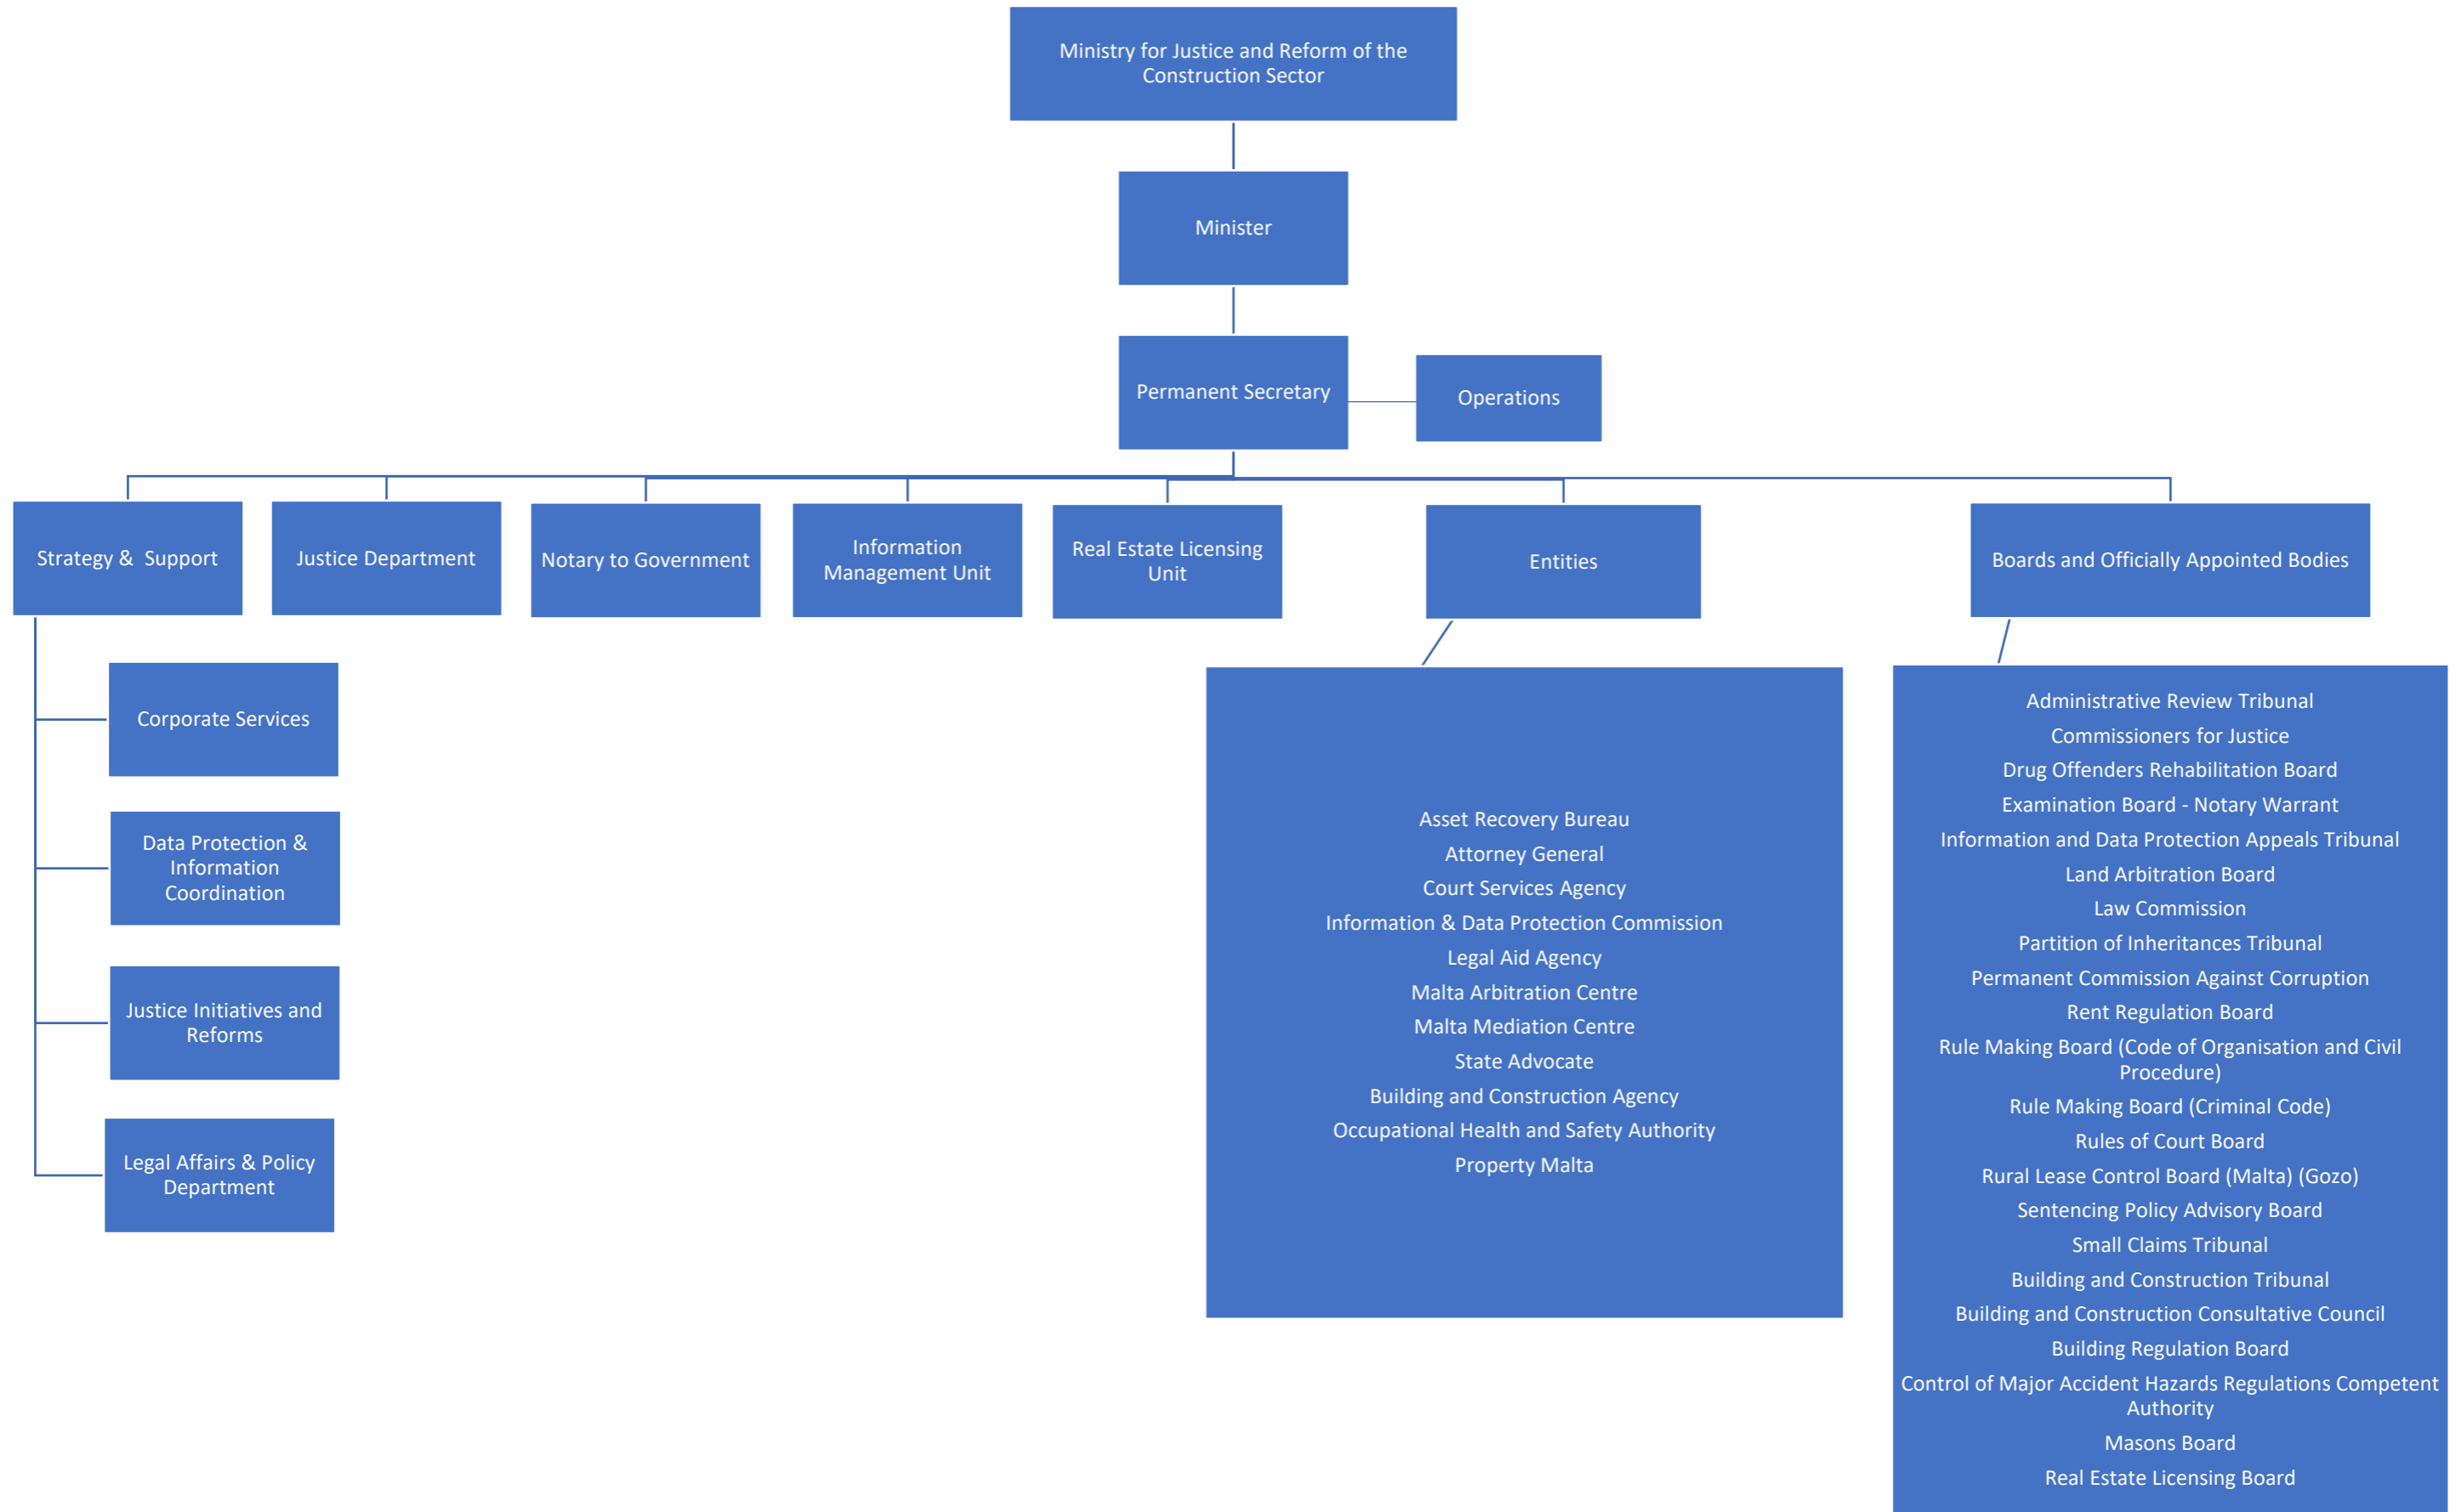 Ministry for Justice and Reform of the
Construction Sector
Minister
Permanent Secretary
Operations
Strategy &  Support
Justice Department
Notary to Government
Information
Management Unit
Real Estate Licensing
Unit
Entities
Boards and Officially Appointed Bodies
Corporate Services
Data Protection &
Information
Coordination
Justice Initiatives and
Reforms
Legal Affairs & Policy
Department
Asset Recovery Bureau
Attorney General
Court Services Agency
Information & Data Protection Commission
Legal Aid Agency
Malta Arbitration Centre
Malta Mediation Centre
State Advocate
Building and Construction Agency
Occupational Health and Safety Authority
Property Malta
Administrative Review Tribunal
Commissioners for Justice
Drug Offenders Rehabilitation Board
Examination Board - Notary Warrant
Information and Data Protection Appeals Tribunal
Land Arbitration Board
Law Commission
Partition of Inheritances Tribunal
Permanent Commission Against Corruption
Rent Regulation Board
Rule Making Board (Code of Organisation and Civil
Procedure)
Rule Making Board (Criminal Code)
Rules of Court Board
Rural Lease Control Board (Malta) (Gozo)
Sentencing Policy Advisory Board
Small Claims Tribunal
Building and Construction Tribunal
Building and Construction Consultative Council
Building Regulation Board
Control of Major Accident Hazards Regulations Competent
Authority
Masons Board
Real Estate Licensing Board